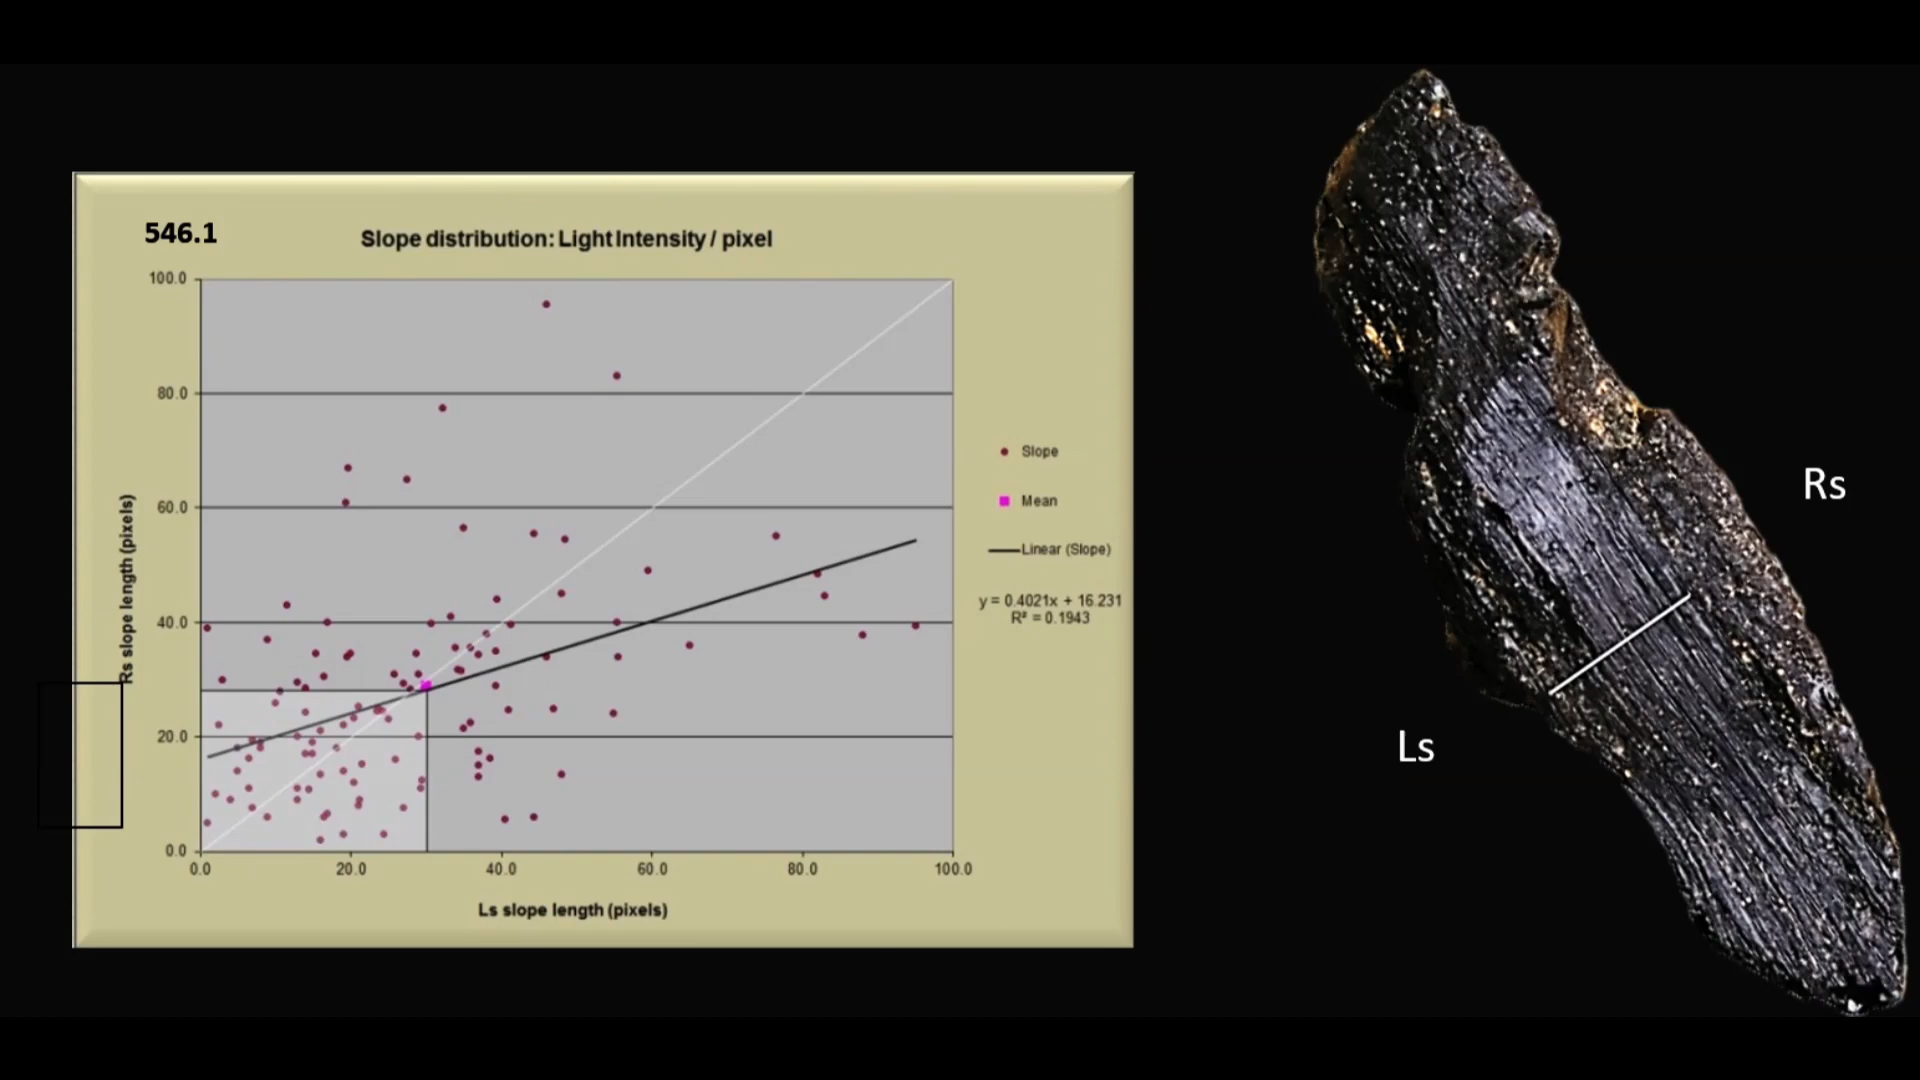 546.1
Slope distribution: Light Intensity / pixel
100.0
80.0
60.0
40.0
20.0
0.0
Rs slope length (pixels)
0.0 20.0 40.0 60.0 80.0 100.0
Ls slope length (pixels)
Slope
Mean
Linear (Slope)
y = 0.4021x + 16.231
R² = 0.1943
Rs
Ls